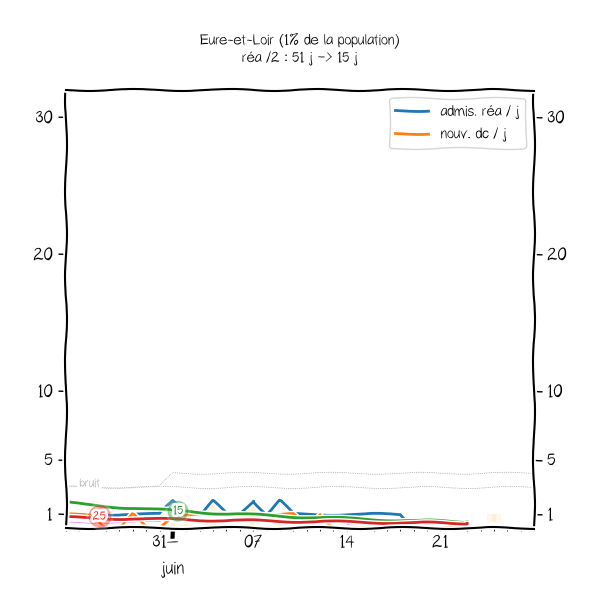 Eure-et-Loir (1% de la population)
réa /2 : 51 j -> 15 j
admis. réa / j
nouv. dc / j
30
30
20
20
10
10
5
5
bruit
1
25
15
1
31
07
14
21
juin